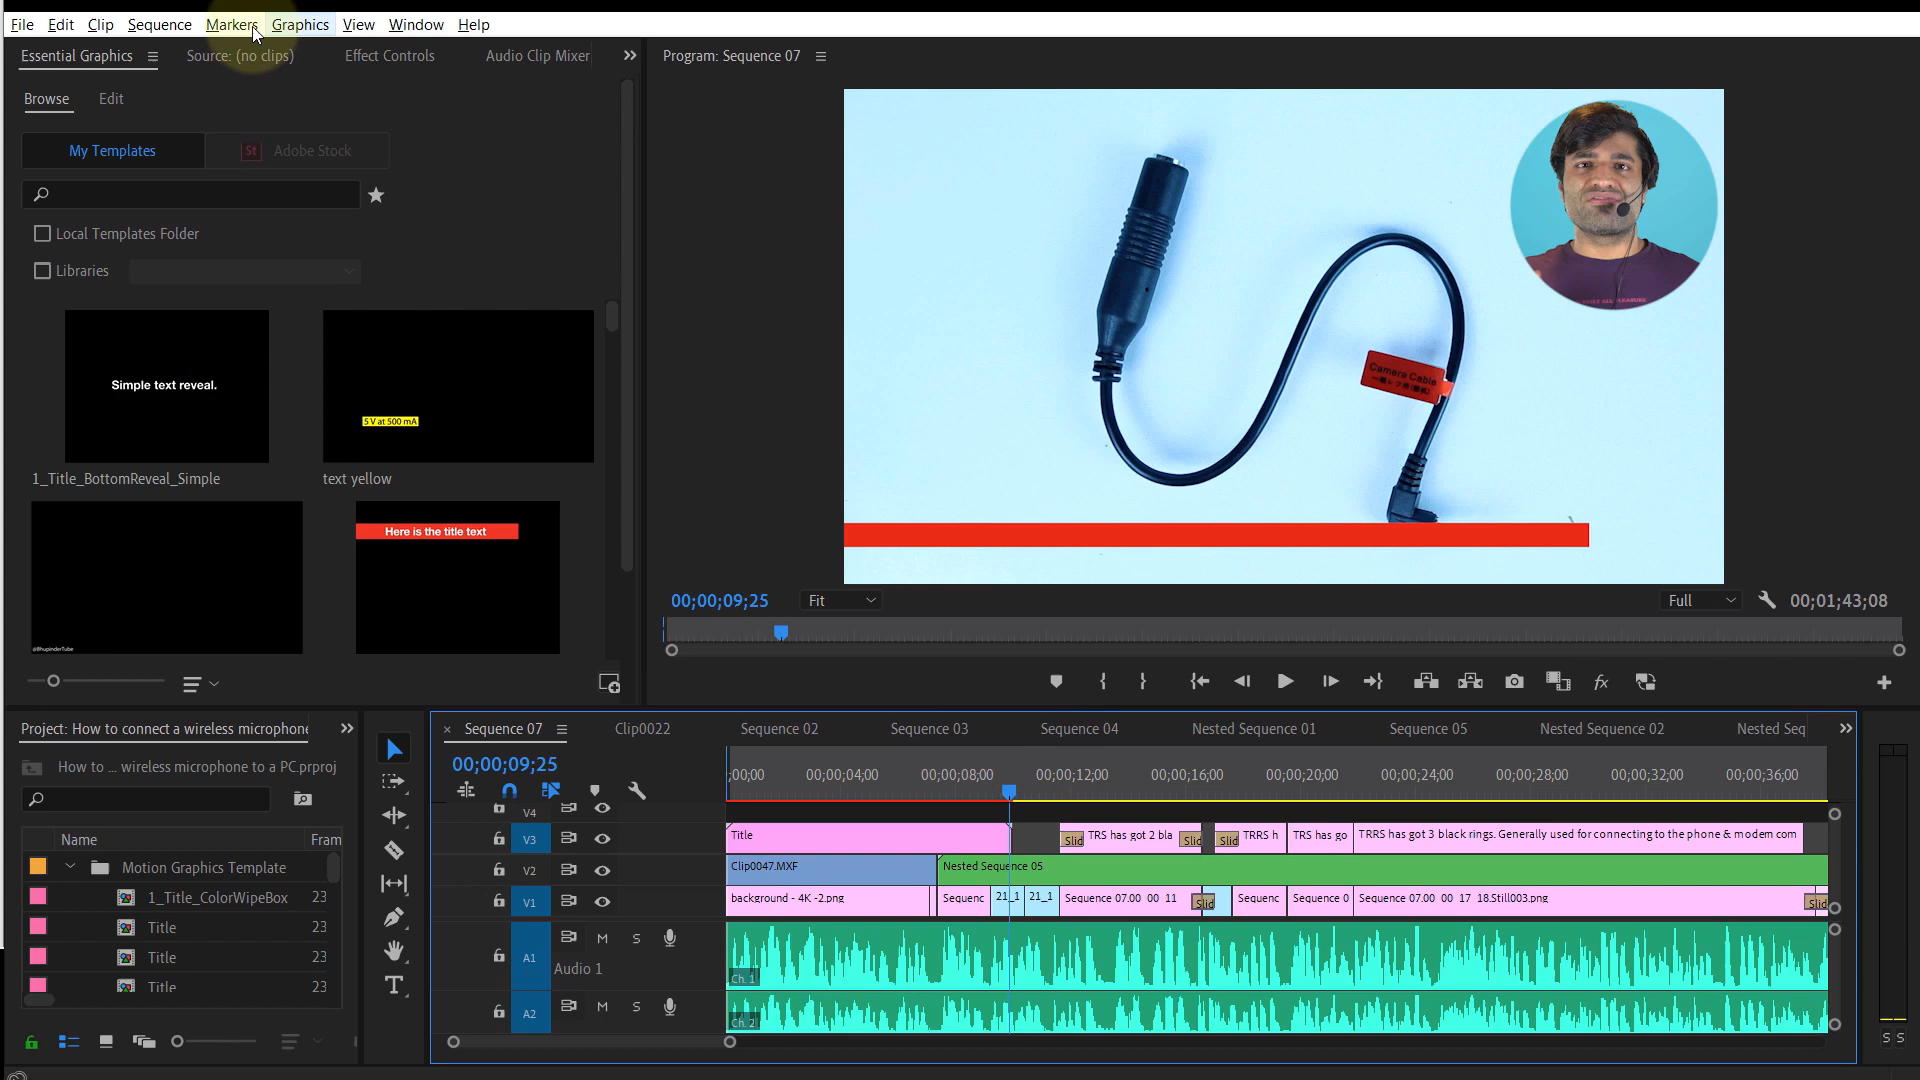 File Edit Clip Sequence Markers Graphics View Window Help
Essential Graphics Source: (no clips) Effect Controls Audio Clip Mixer
Program: Sequence 07
Browse Edit
My Templates St Adobe Stock
Local Templates Folder
Libraries
Simple text reveal.
5 V at 500 mA
1_Title_BottomReveal_Simple text yellow
Here is the title text
@BhupinderTube
Camera Cable
00;00;09;25 Fit Full 00;01;43;08
fx
Project: How to connect a wireless microphone
How to ... wireless microphone to a PC.prproj
Name Fram
Motion Graphics Template
1_Title_ColorWipeBox 23
Title 23
Title 23
Title 23
Sequence 07 Clip0022 Sequence 02 Sequence 03 Sequence 04 Nested Sequence 01 Sequence 05 Nested Sequence 02 Nested Seq
00;00;09;25
;00;00 00;00;04;00 00;00;08;00 00;00;12;00 00;00;16;00 00;00;20;00 00;00;24;00 00;00;28;00 00;00;32;00 00;00;36;00
V4
V3 Title Slid TRS has got 2 bla Slid Slid TRRS h TRS has go TRRS has got 3 black rings. Generally used for connecting to the phone & modem com
V2 Clip0047.MXF Nested Sequence 05
V1 background - 4K -2.png Sequenc 21_1 21_1 Sequence 07.00 00 11 Slid Sequenc Sequence 0 Sequence 07.00 00 17 18.Still003.png Slid
A1 M S
Audio 1
Ch. 1
A2 M S
Ch. 2
S S